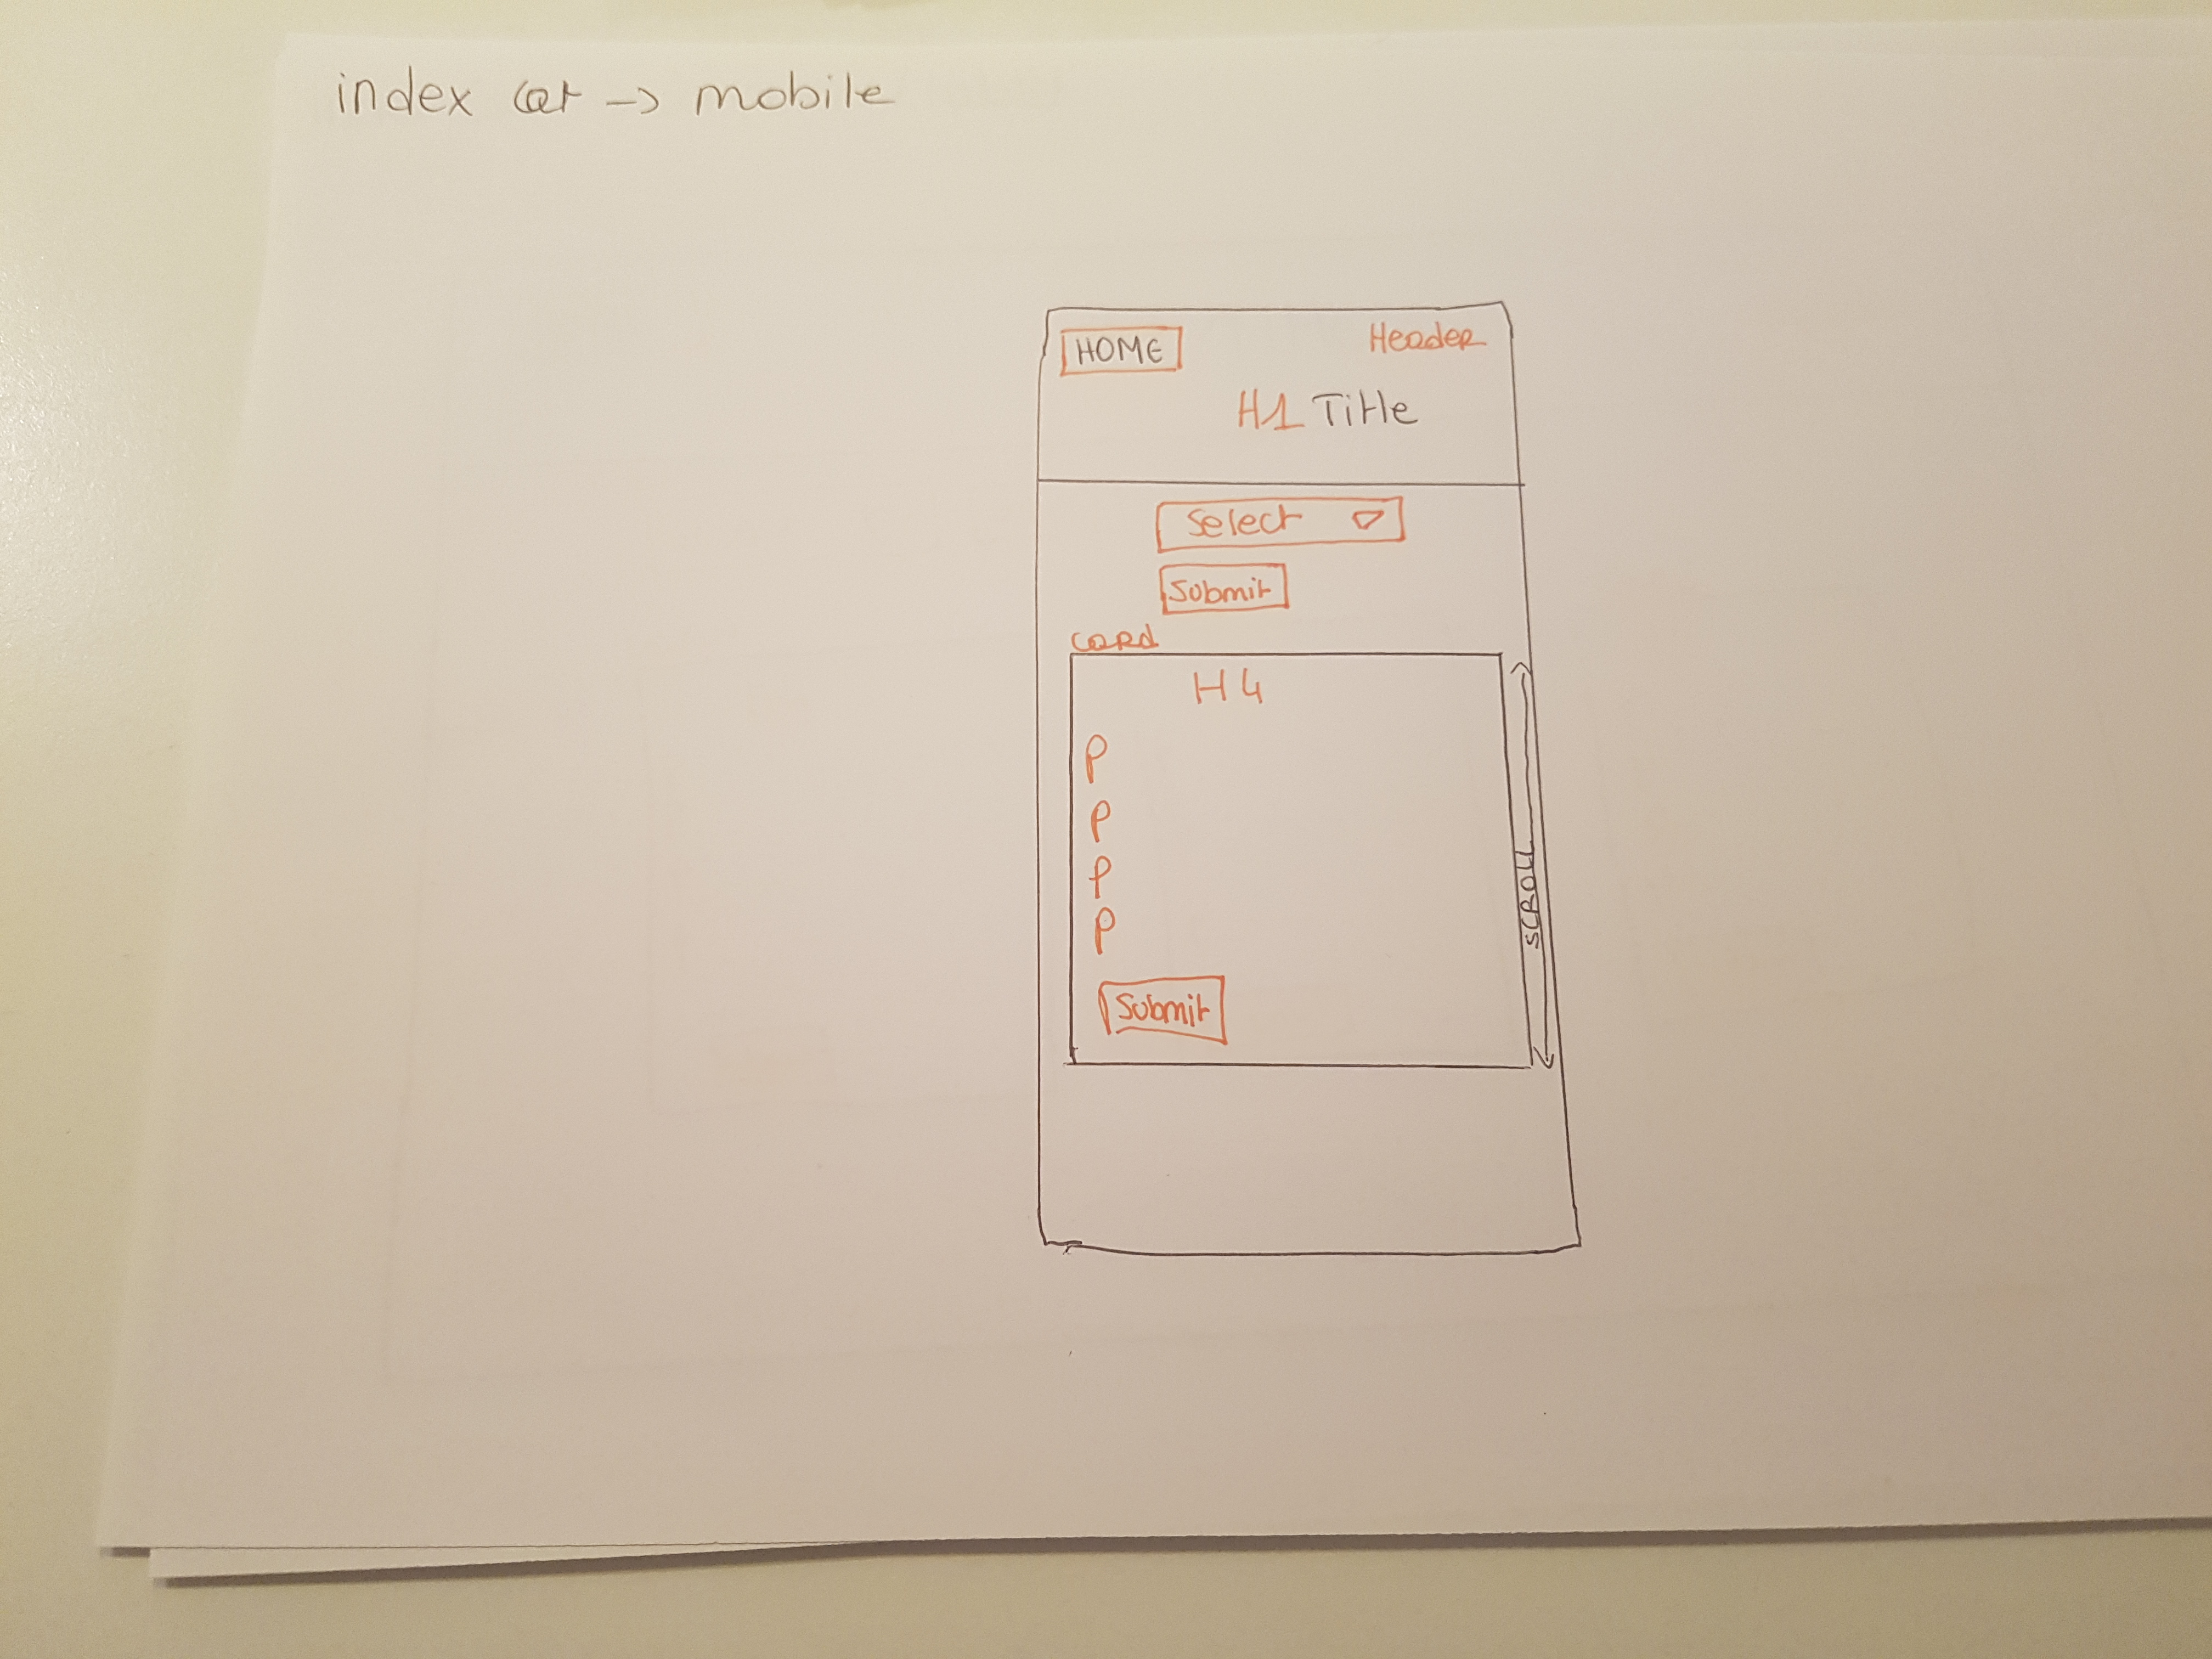 index cat -> mobile
HOME
Header
H1 Title
Select
Submit
CARD
H4
P
P
P
P
SCROLL
Submit